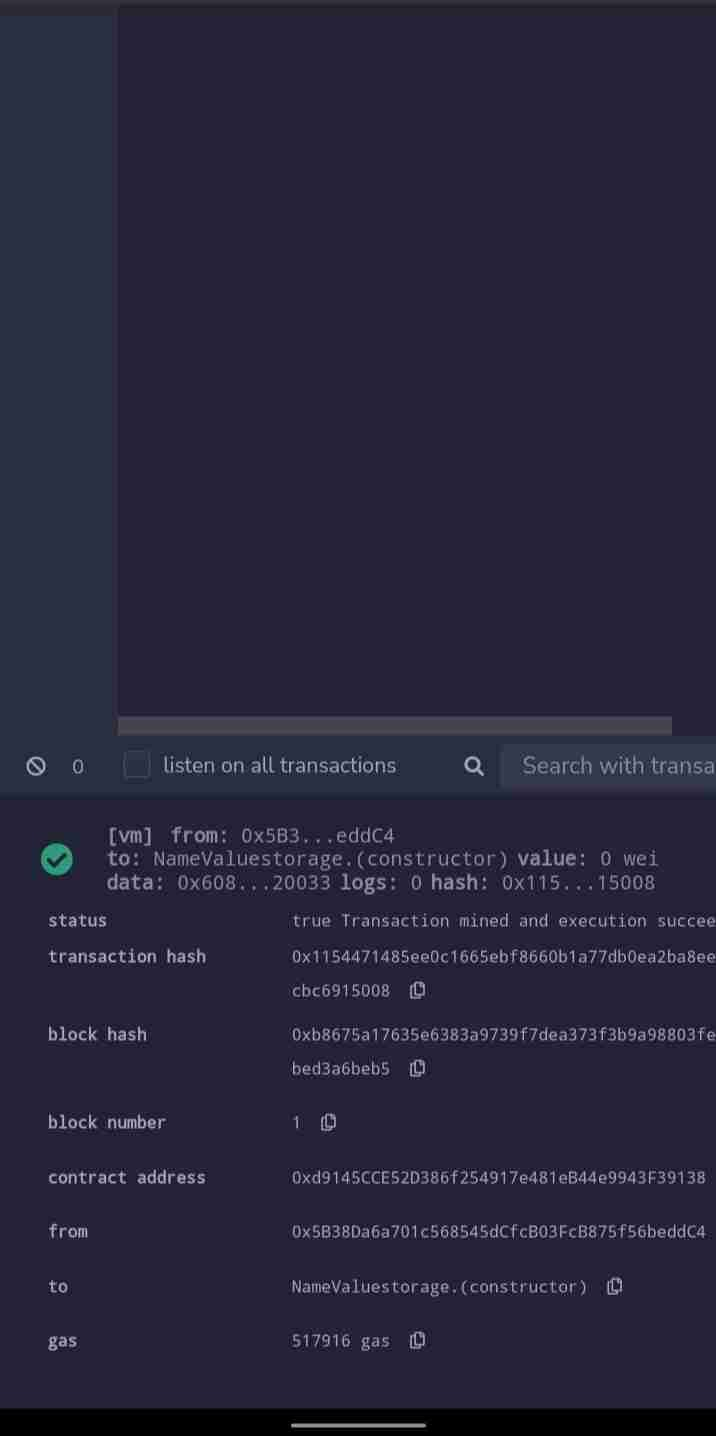 0 listen on all transactions Search with transa
[vm] from: 0x5B3...eddC4
to: NameValuestorage.(constructor) value: 0 wei
data: 0x608...20033 logs: 0 hash: 0x115...15008
status true Transaction mined and execution succee
transaction hash 0x1154471485ee0c1665ebf8660b1a77db0ea2ba8ee
cbc6915008
block hash 0xb8675a17635e6383a9739f7dea373f3b9a98803fe
bed3a6beb5
block number 1
contract address 0xd9145CCE52D386f254917e481eB44e9943F39138
from 0x5B38Da6a701c568545dCfcB03FcB875f56beddC4
to NameValuestorage.(constructor)
gas 517916 gas